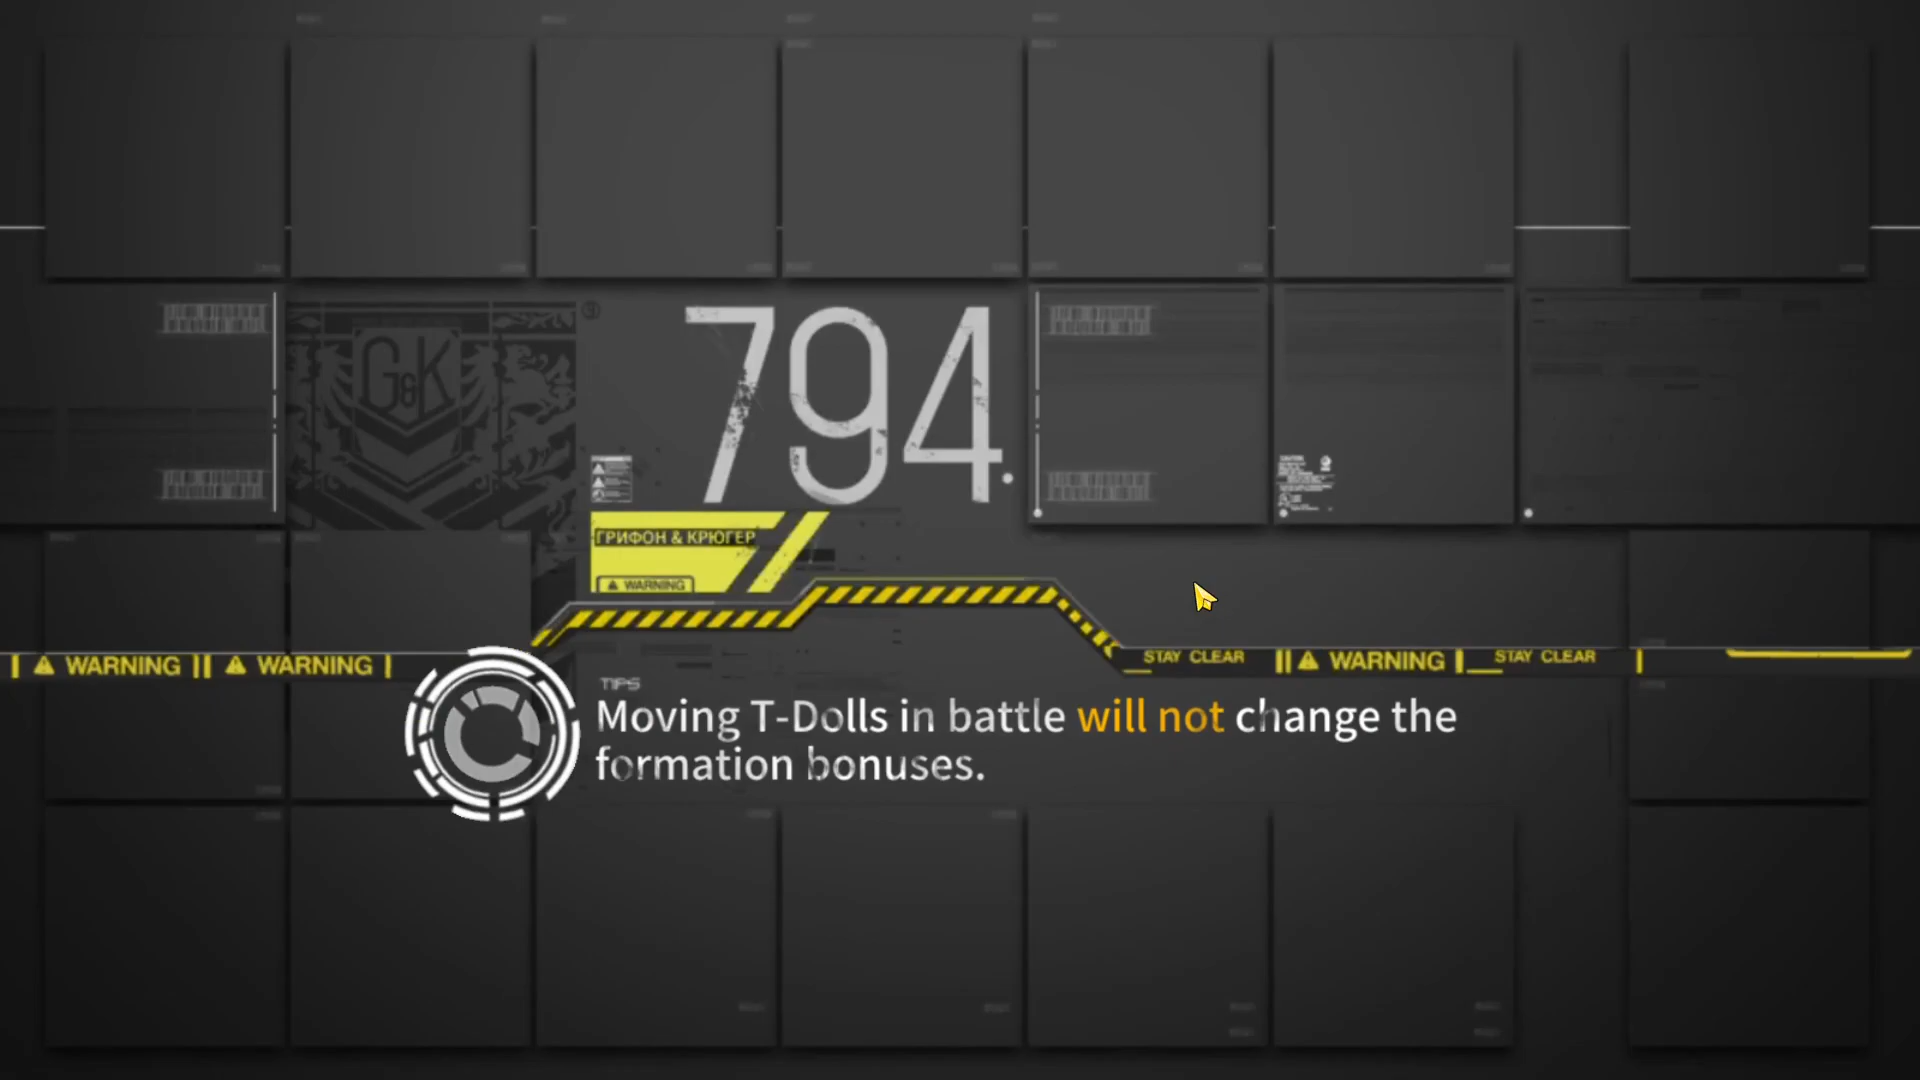 G&K
794.
ГРИФОН & КРЮГЕР
WARNING
WARNING
WARNING
STAY CLEAR
WARNING
STAY CLEAR
TIPS
Moving T-Dolls in battle will not change the
formation bonuses.